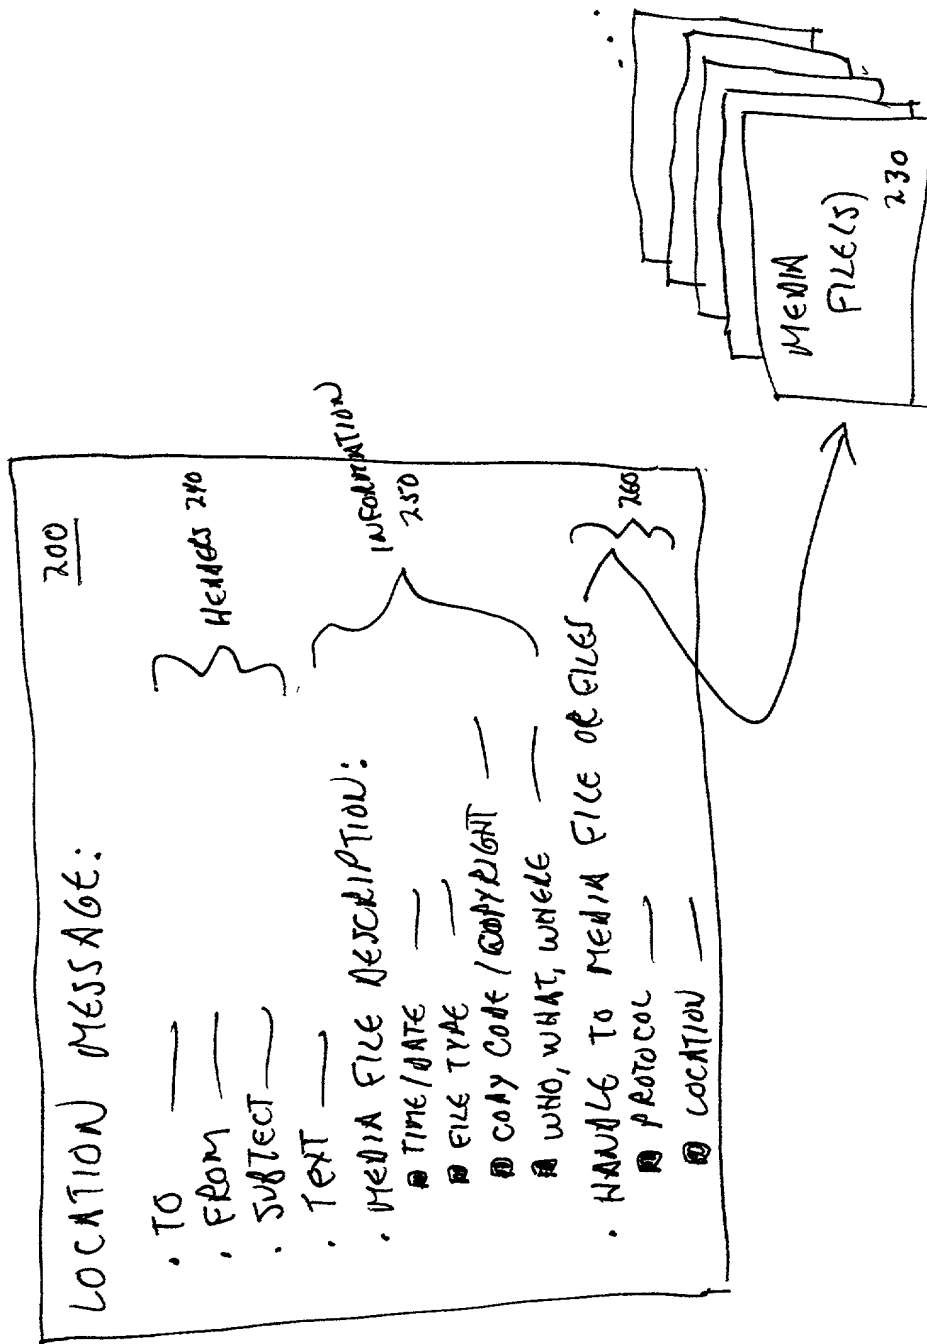 LOCATION MESSAGE:
200
· TO
· FROM
· SUBJECT
HEADERS 240
· TEXT
· MEDIA FILE DESCRIPTION:
TIME/DATE
FILE TYPE
COPY CODE / COPYRIGHT
WHO, WHAT, WHERE
INFORMATION
250
· HANDLE TO MEDIA FILE OR FILES
PROTOCOL
LOCATION
260
MEDIA
FILE(S)
230